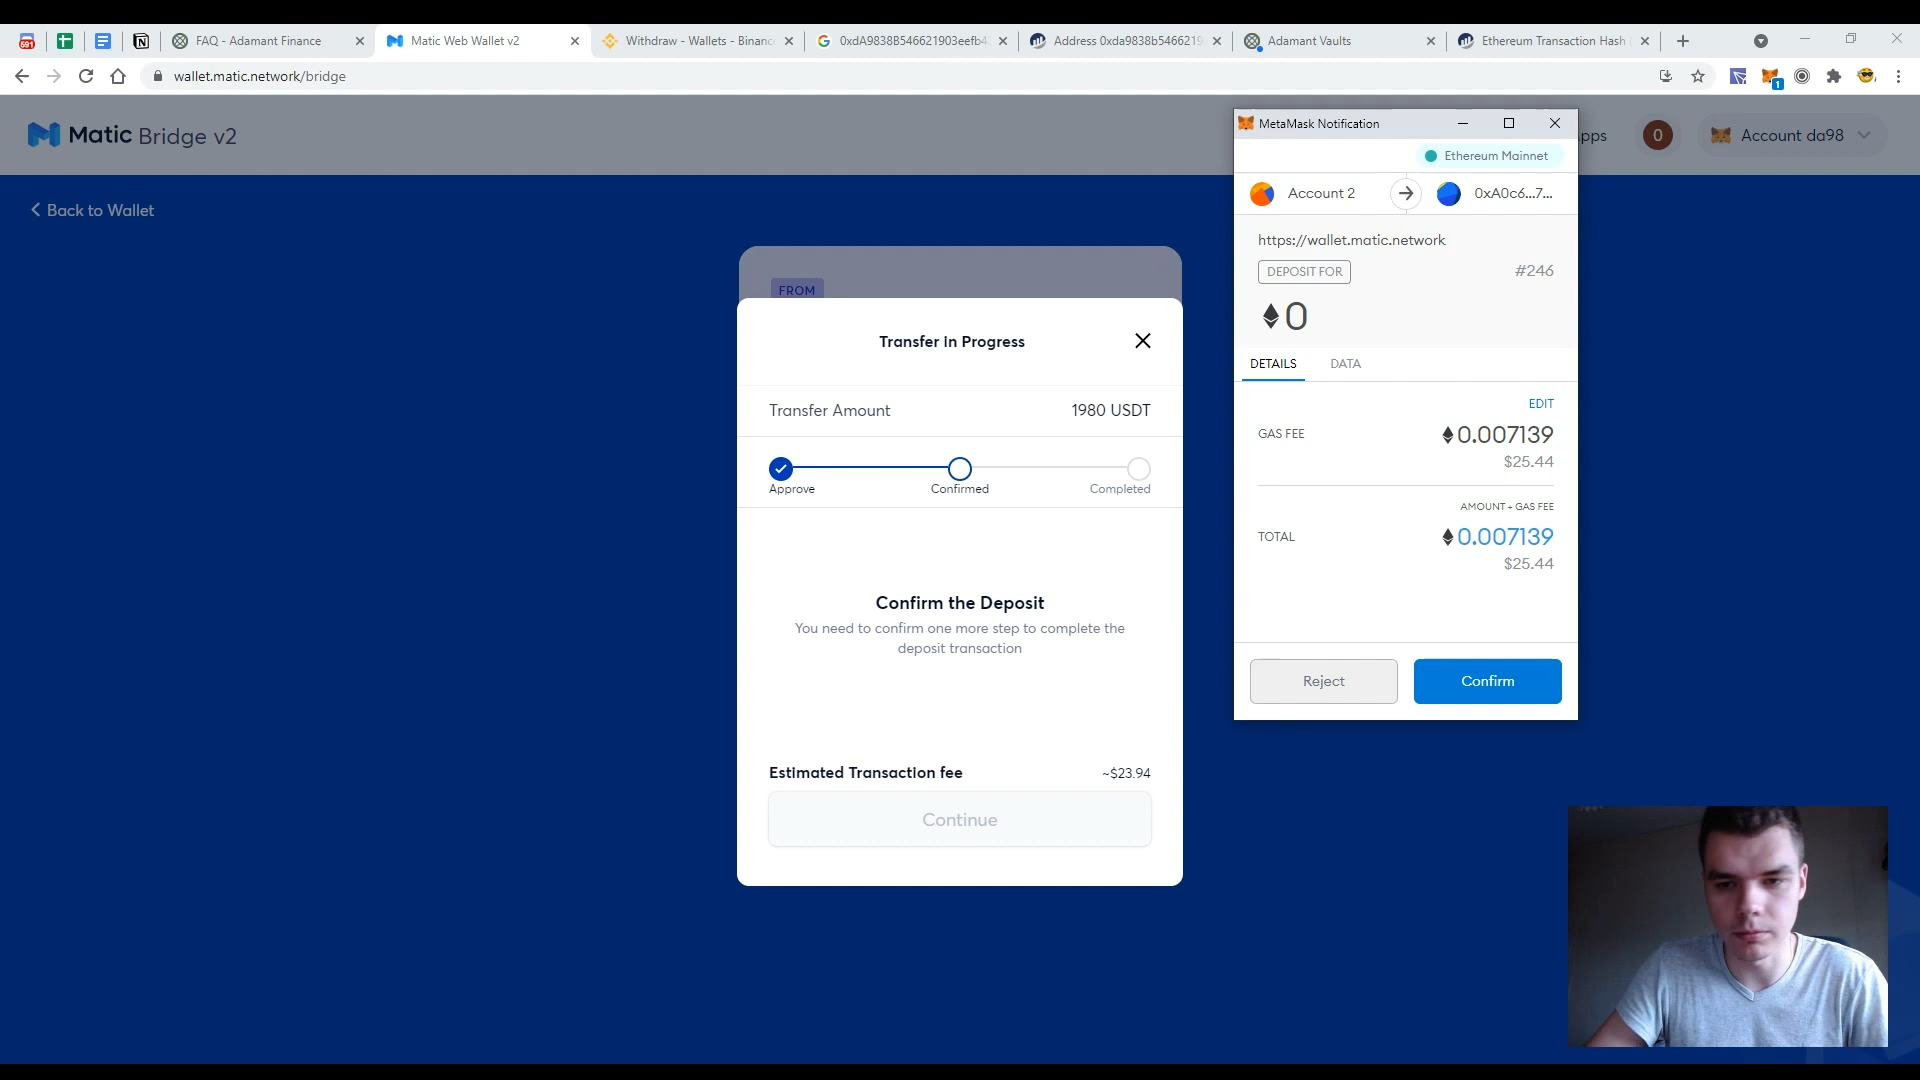 691
FAQ - Adamant Finance
Matic Web Wallet v2
Withdraw - Wallets - Binanc
0xdA9838B546621903eefb4
Address 0xda9838b5466219
Adamant Vaults
Ethereum Transaction Hash
wallet.matic.network/bridge
1
Matic Bridge v2
pps
0
Account da98
Back to Wallet
FROM
Transfer in Progress
Transfer Amount
1980 USDT
Approve
Confirmed
Completed
Confirm the Deposit
You need to confirm one more step to complete the
deposit transaction
Estimated Transaction fee
~$23.94
Continue
MetaMask Notification
Ethereum Mainnet
Account 2
0xA0c6...7...
https://wallet.matic.network
DEPOSIT FOR
#246
0
DETAILS
DATA
EDIT
GAS FEE
0.007139
$25.44
AMOUNT + GAS FEE
TOTAL
0.007139
$25.44
Reject
Confirm